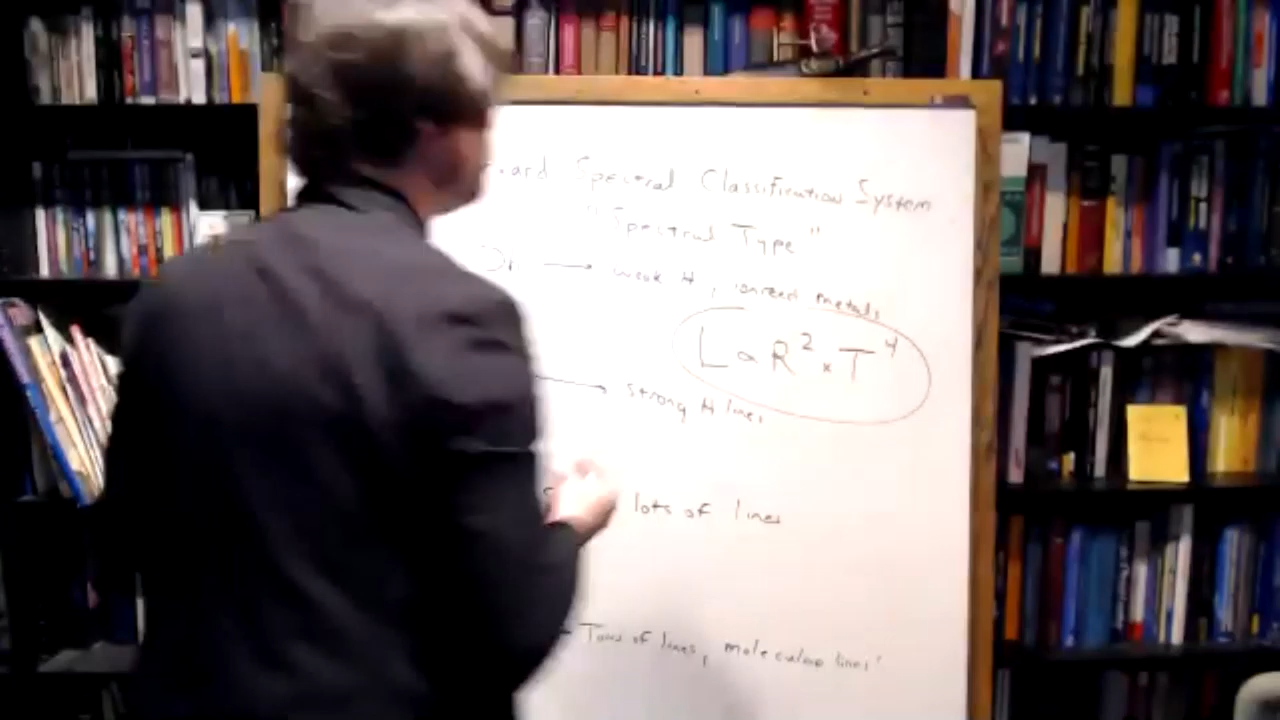 Spectral Classification System
"Spectral Type"
→ weak H, ionized metals
L α R² × T⁴
→ strong H lines
lots of lines
Tons of lines, molecular lines